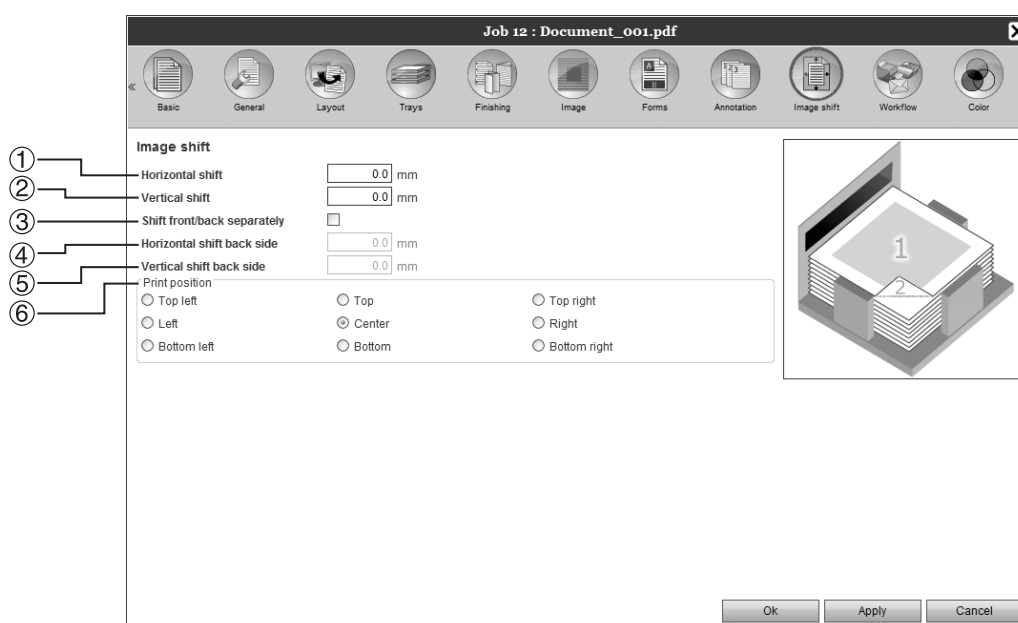 Job 12 : Document_001.pdf
« Basic General Layout Trays Finishing Image Forms Annotation Image shift Workflow Color
Image shift
① Horizontal shift 0.0 mm
② Vertical shift 0.0 mm
③ Shift front/back separately
④ Horizontal shift back side 0.0 mm
⑤ Vertical shift back side 0.0 mm
⑥ Print position
Top left Top Top right
Left Center Right
Bottom left Bottom Bottom right
1
2
Ok Apply Cancel